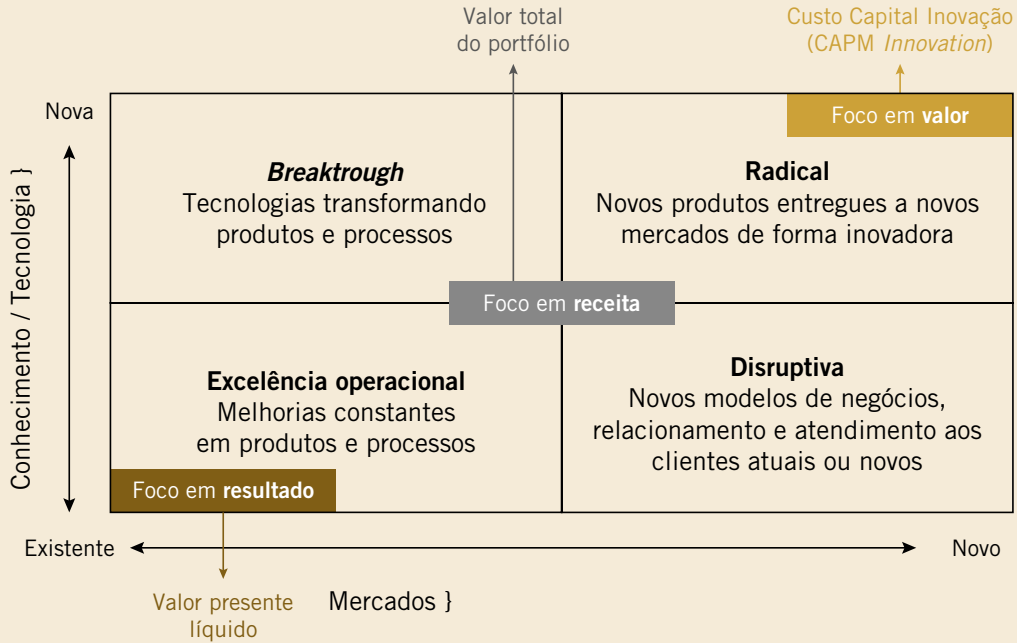 Valor total
do portfólio
Custo Capital Inovação
(CAPM Innovation)
Nova
Foco em valor
Breaktrough
Tecnologias transformando
produtos e processos
Radical
Novos produtos entregues a novos
mercados de forma inovadora
Conhecimento / Tecnologia }
Foco em receita
Excelência operacional
Melhorias constantes
em produtos e processos
Disruptiva
Novos modelos de negócios,
relacionamento e atendimento aos
clientes atuais ou novos
Foco em resultado
Existente
Novo
Valor presente
líquido
Mercados }